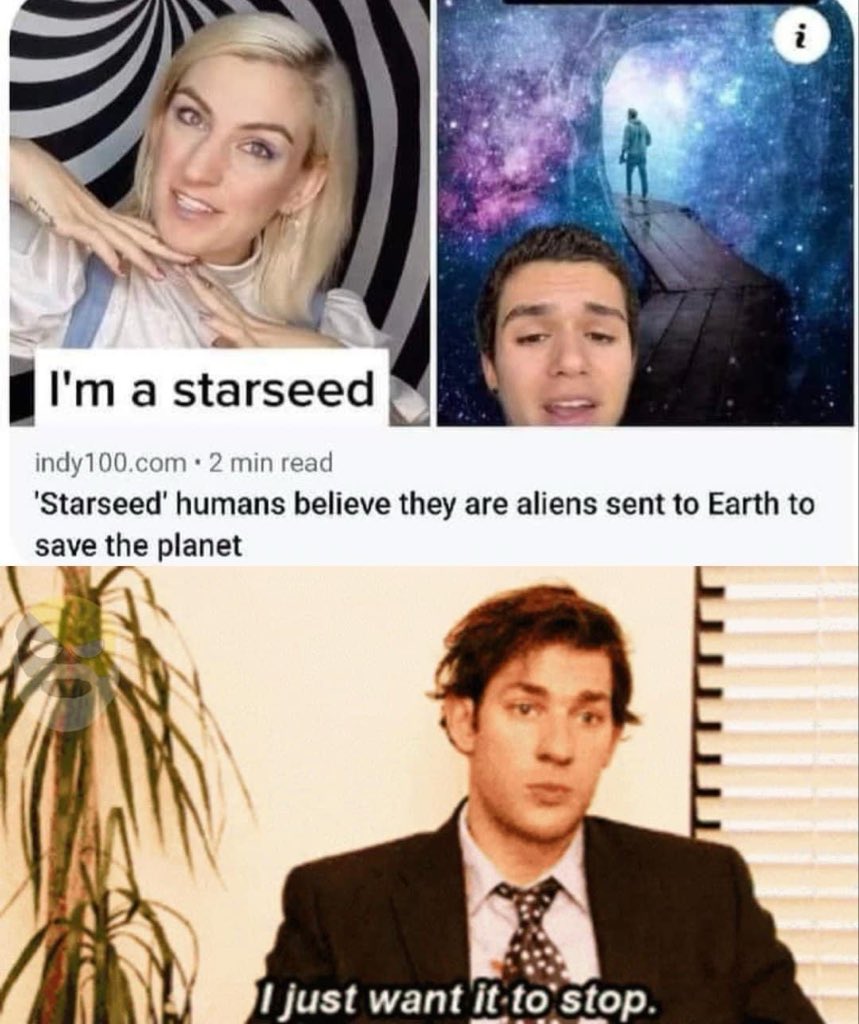 i
I'm a starseed
indy100.com • 2 min read
'Starseed' humans believe they are aliens sent to Earth to
save the planet
I just want it to stop.